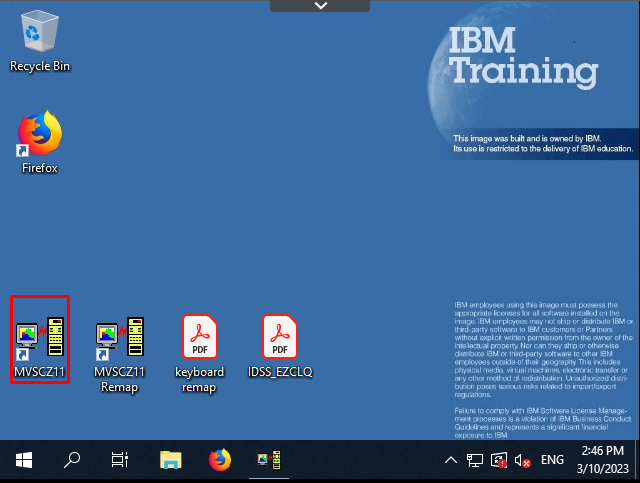 Recycle Bin
IBM
Training
This image was built and is owned by IBM.
Its use is restricted to the delivery of IBM education.
Firefox
IBM employees using this image must possess the
appropriate licenses for all software installed on the
image. IBM employees may not ship or distribute IBM or
third-party software to IBM customers or Partners
without explicit written permission from the owner of the
intellectual property. Nor can they ship or otherwise
distribute IBM or third-party software to other IBM
employees outside of their geography This includes
physical media, virtual machines, electronic transfer or
any other method of redistribution. Unauthorized distri-
bution poses serious risks related to import/export
regulations.
Failure to comply with IBM Software License Manage-
ment processes is a violation of IBM Business Conduct
Guidelines and represents a significant financial
exposure to IBM.
MVSCZ11
MVSCZ11
Remap
PDF
keyboard
remap
PDF
IDSS_EZCLQ
ENG
2:46 PM
3/10/2023